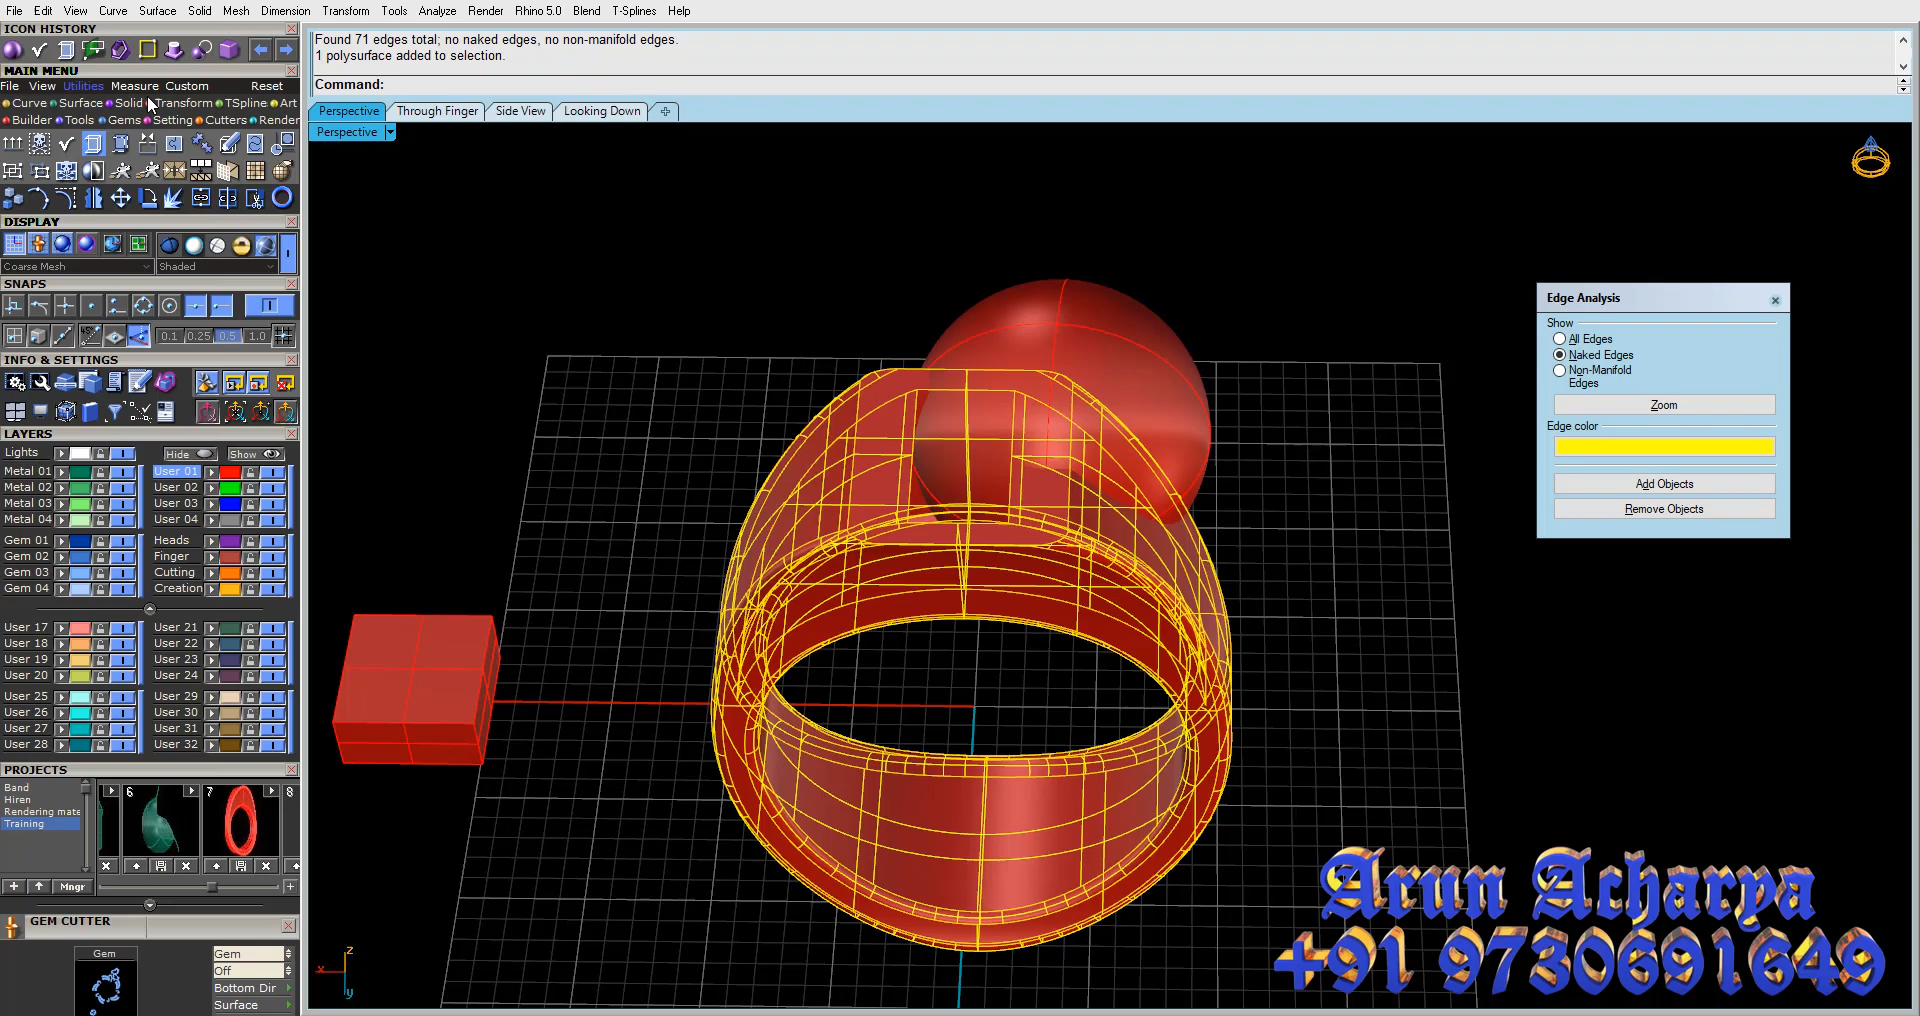 File Edit View Curve Surface Solid Mesh Dimension Transform Tools Analyze Render Rhino 5.0 Blend T-Splines Help
ICON HISTORY
MAIN MENU
File View Utilities Measure Custom Reset
Curve Surface Solid Transform TSpline Art
Builder Tools Gems Setting Cutters Render
DISPLAY
Coarse Mesh Shaded
SNAPS
0.1 0.25 0.5 1.0
INFO & SETTINGS
LAYERS
Lights Hide Show
Metal 01 User 01
Metal 02 User 02
Metal 03 User 03
Metal 04 User 04
Gem 01 Heads
Gem 02 Finger
Gem 03 Cutting
Gem 04 Creation
User 17 User 21
User 18 User 22
User 19 User 23
User 20 User 24
User 25 User 29
User 26 User 30
User 27 User 31
User 28 User 32
PROJECTS
Band
Hiren
Rendering mate
Training
6 7 8
Mngr
GEM CUTTER
Gem
Gem
Off
Bottom Dir
Surface
Found 71 edges total; no naked edges, no non-manifold edges.
1 polysurface added to selection.
Command:
Perspective Through Finger Side View Looking Down
Perspective
Edge Analysis
Show
All Edges
Naked Edges
Non-Manifold
Edges
Zoom
Edge color
Add Objects
Remove Objects
z
x
y
Arun Acharya
+91 9730691649